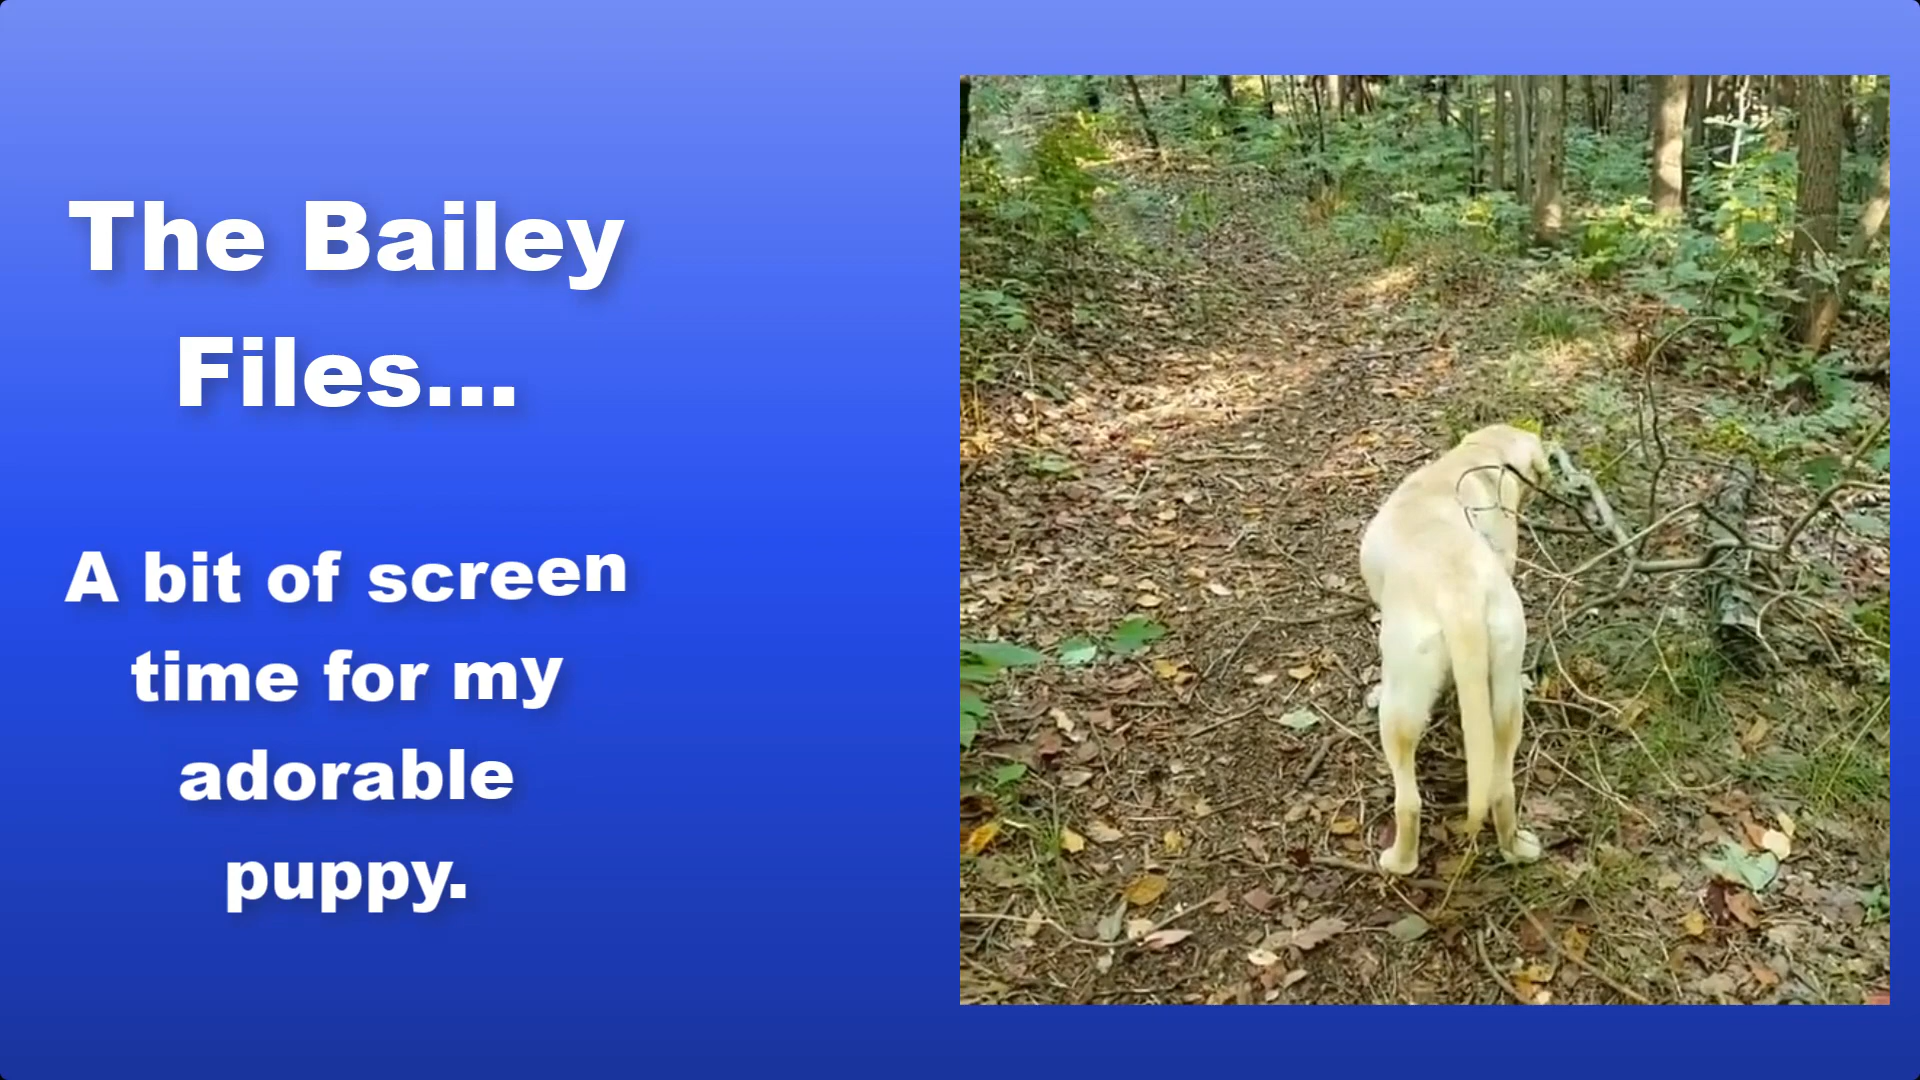 The Bailey
Files...
A bit of screen
time for my
adorable
puppy.